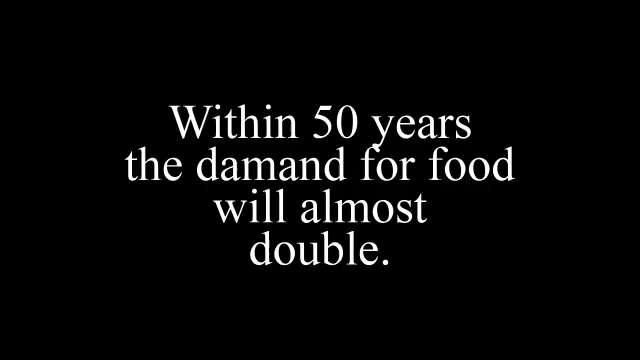 Within 50 years
the damand for food
will almost
double.